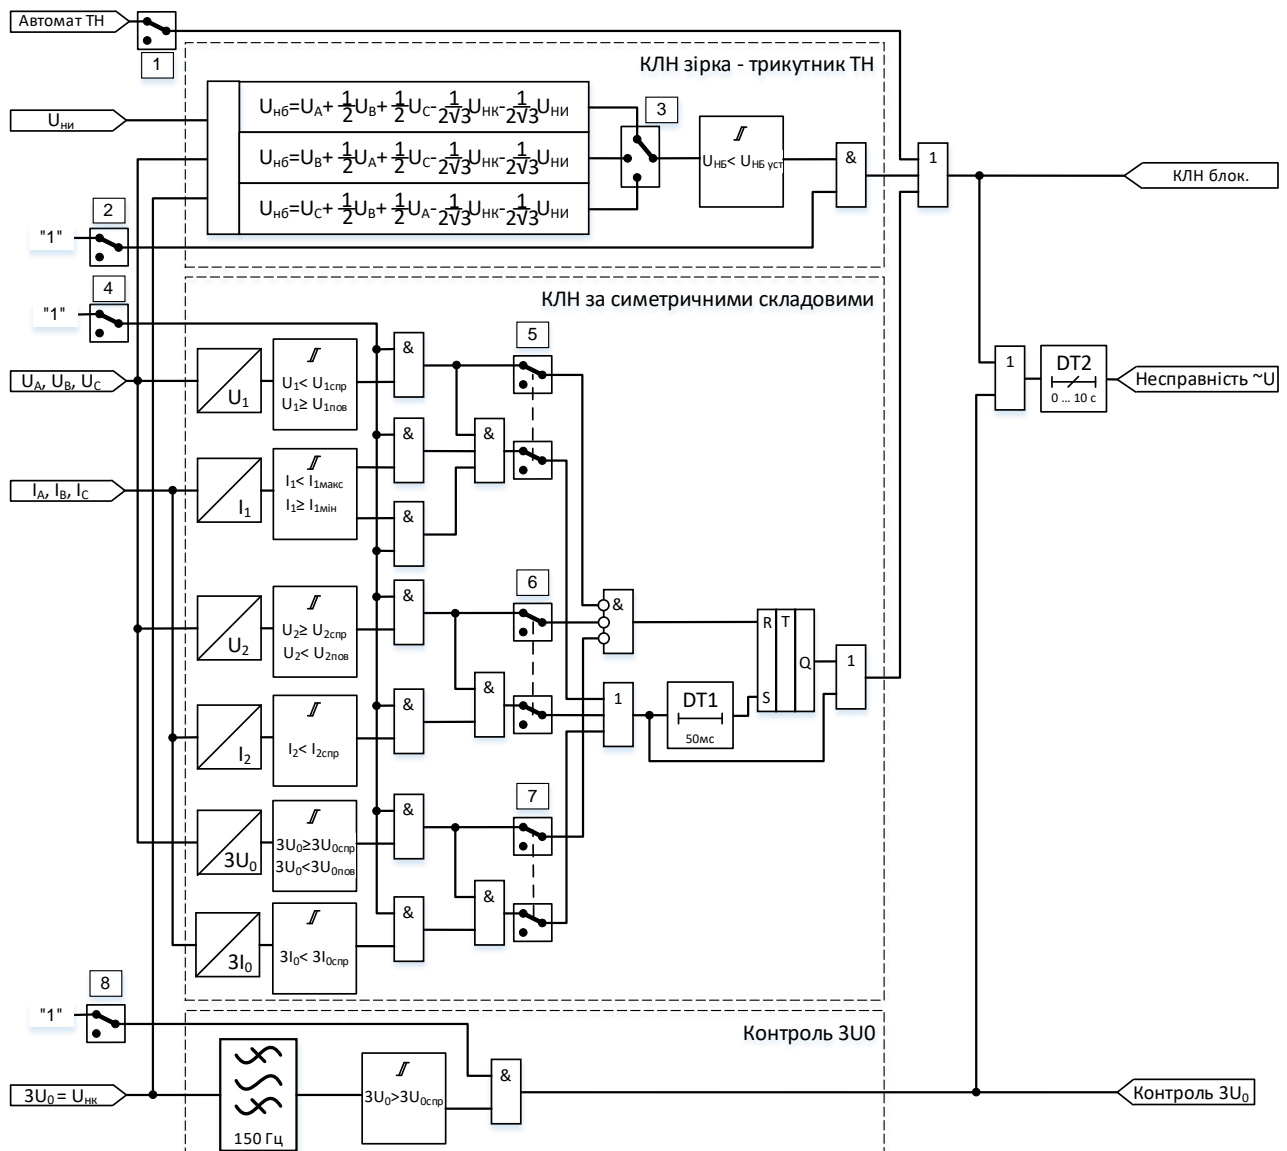 Автомат ТН
1
КЛН зірка - трикутник ТН
Uни
Uнб=UA+ 1/2UB+ 1/2UC- 1/2√3UНК- 1/2√3UНИ
Uнб=UB+ 1/2UA+ 1/2UC- 1/2√3UНК- 1/2√3UНИ
Uнб=UC+ 1/2UB+ 1/2UA- 1/2√3UНК- 1/2√3UНИ
3
UНБ< UНБ уст
&
1
КЛН блок.
2
"1"
4
"1"
КЛН за симетричними складовими
UA, UB, UC
U1
U1< U1спр
U1≥ U1пов
&
5
&
&
IA, IB, IC
I1
I1< I1макс
I1≥ I1мін
&
1
DT2
0 ... 10 с
Несправність ~U
U2
U2≥ U2спр
U2< U2пов
&
6
&
R
T
Q
S
1
I2
I2< I2спр
&
&
1
DT1
50мс
3U0
3U0≥3U0спр
3U0<3U0пов
&
7
3I0
3I0< 3I0спр
&
&
8
"1"
Контроль 3U0
3U0 = Uнк
150 Гц
3U0>3U0спр
&
Контроль 3U0